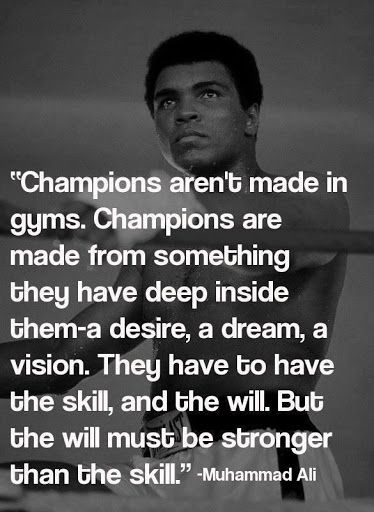 "Champions aren't made in
gyms. Champions are
made from something
they have deep inside
them-a desire, a dream, a
vision. They have to have
the skill, and the will. But
the will must be stronger
than the skill." -Muhammad Ali